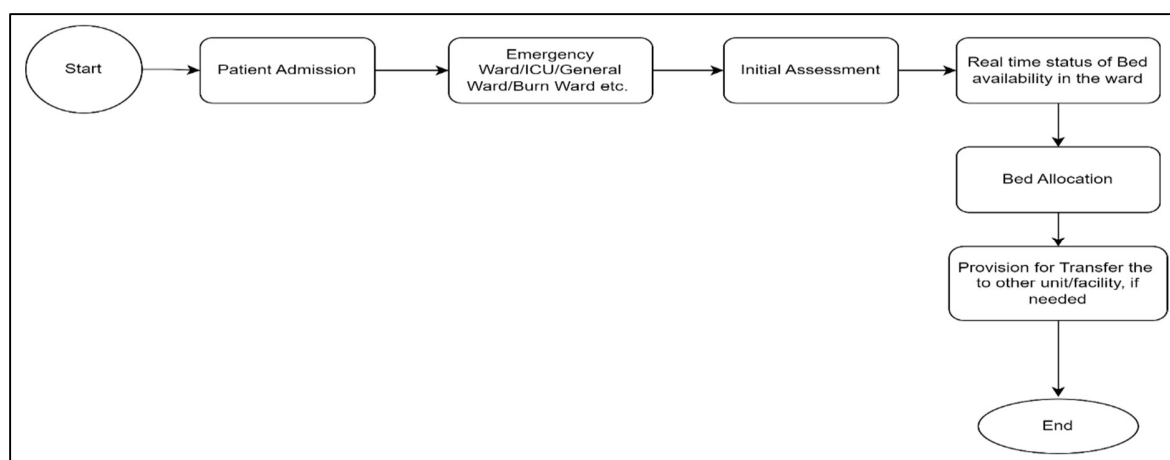 Start
Patient Admission
Emergency
Ward/ICU/General
Ward/Burn Ward etc.
Initial Assessment
Real time status of Bed
availability in the ward
Bed Allocation
Provision for Transfer the
to other unit/facility, if
needed
End